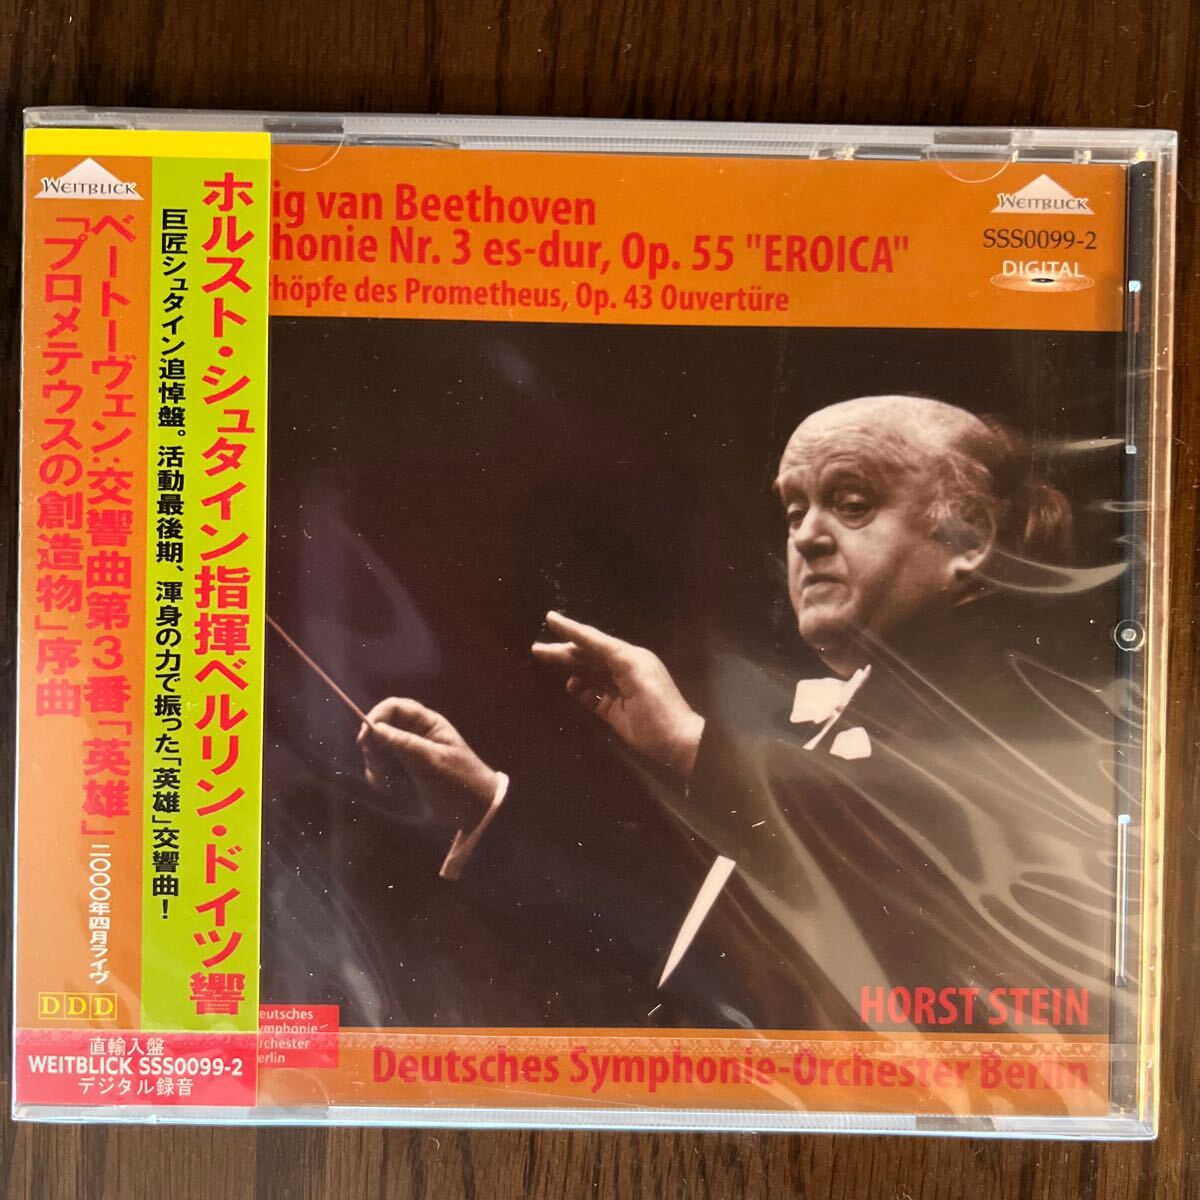 WEITBLICK
ホルスト・シュタイン指揮ベルリン・ドイツ響
巨匠シュタイン追悼盤。活動最後期、渾身の力で振った「英雄」交響曲！
ベートーヴェン：交響曲第３番「英雄」二〇〇〇年四月ライヴ
「プロメテウスの創造物」序曲
DDD
直輸入盤
WEITBLICK SSS0099-2
デジタル録音
ig van Beethoven
honie Nr. 3 es-dur, Op. 55 "EROICA"
höpfe des Prometheus, Op. 43 Ouvertüre
WEITBLICK
SSS0099-2
DIGITAL
HORST STEIN
eutsches
ymphonie
rchester
erlin
Deutsches Symphonie-Orchester Berlin